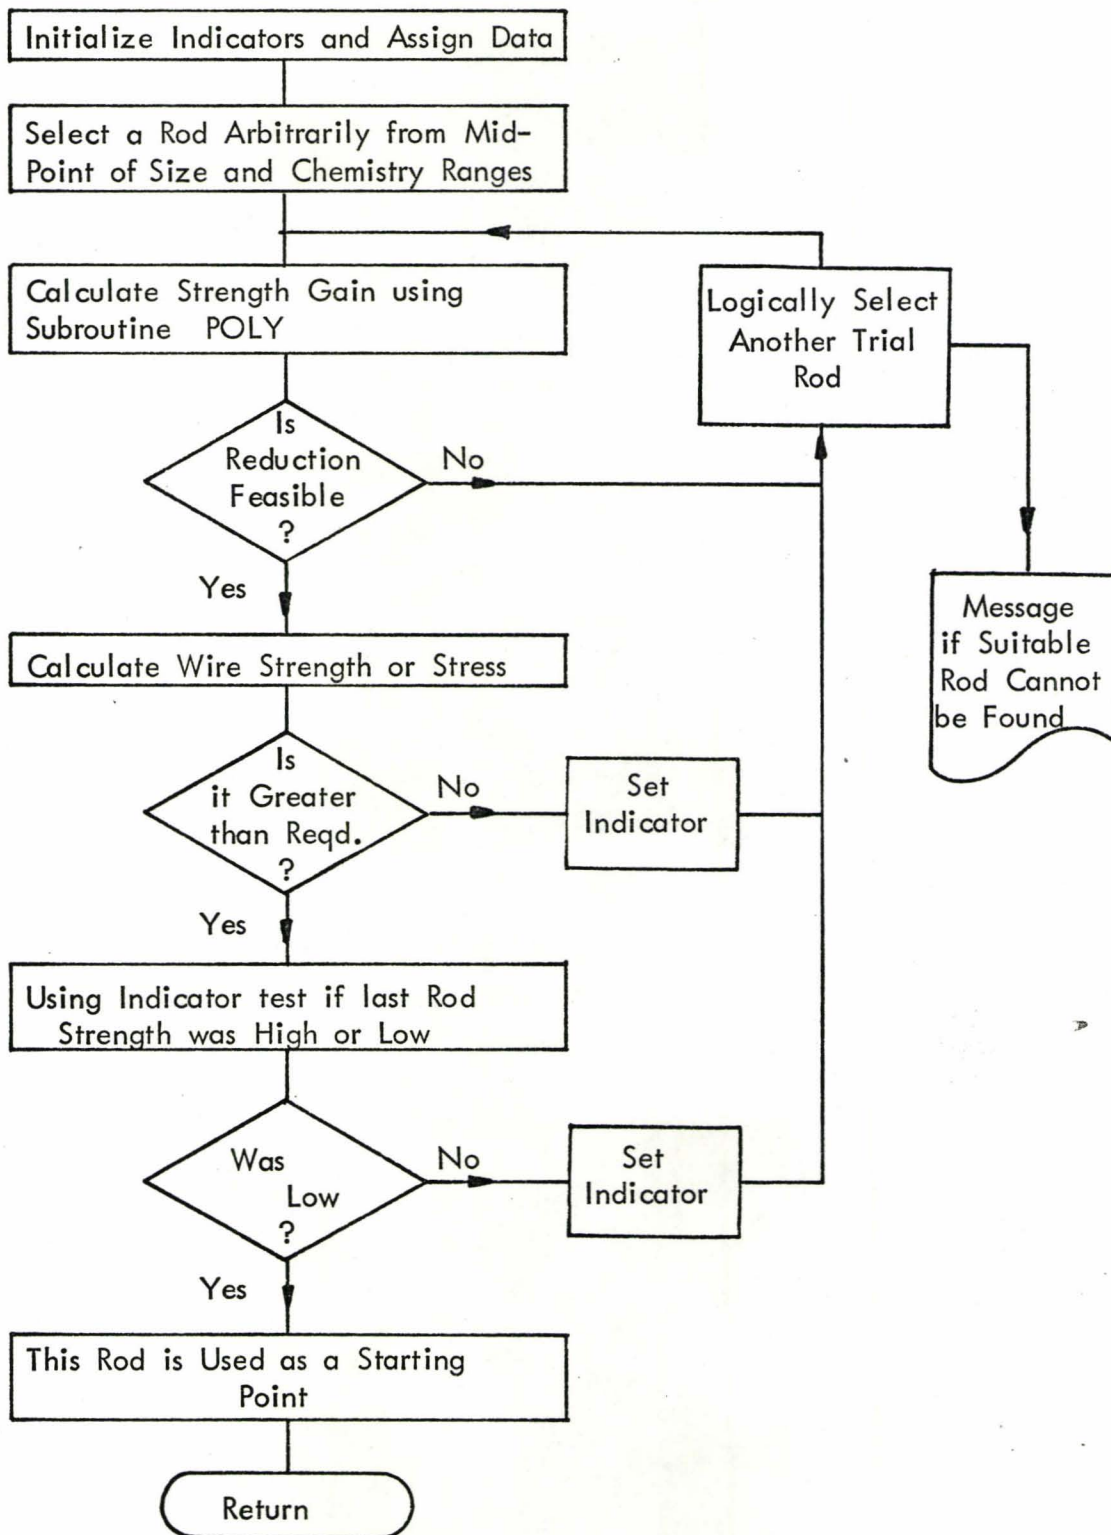 Initialize Indicators and Assign Data
Select a Rod Arbitrarily from Mid-
Point of Size and Chemistry Ranges
Calculate Strength Gain using
Subroutine POLY
Logically Select
Another Trial
Rod
Is
Reduction
Feasible
?
No
Yes
Message
if Suitable
Rod Cannot
be Found
Calculate Wire Strength or Stress
Is
it Greater
than Reqd.
?
No
Set
Indicator
Yes
Using Indicator test if last Rod
Strength was High or Low
Was
Low
?
No
Set
Indicator
Yes
This Rod is Used as a Starting
Point
Return